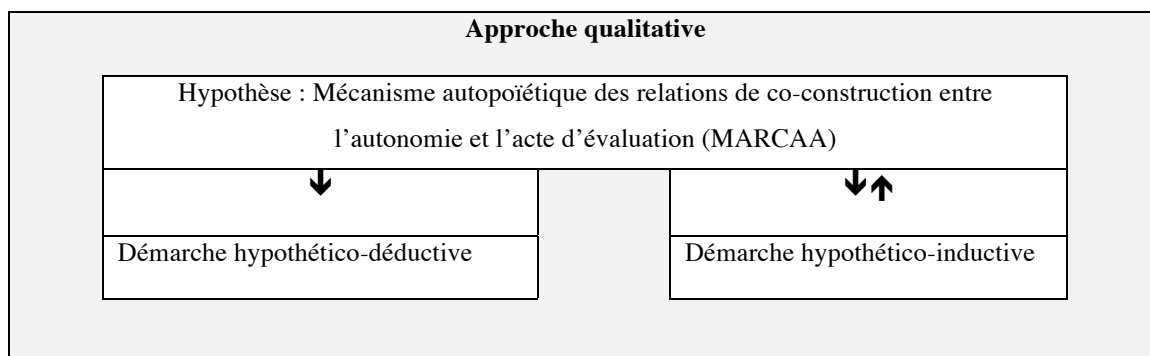 Approche qualitative
Hypothèse : Mécanisme autopoïétique des relations de co-construction entre
l’autonomie et l’acte d’évaluation (MARCAA)
🡻 🡻🡹
Démarche hypothético-déductive Démarche hypothético-inductive